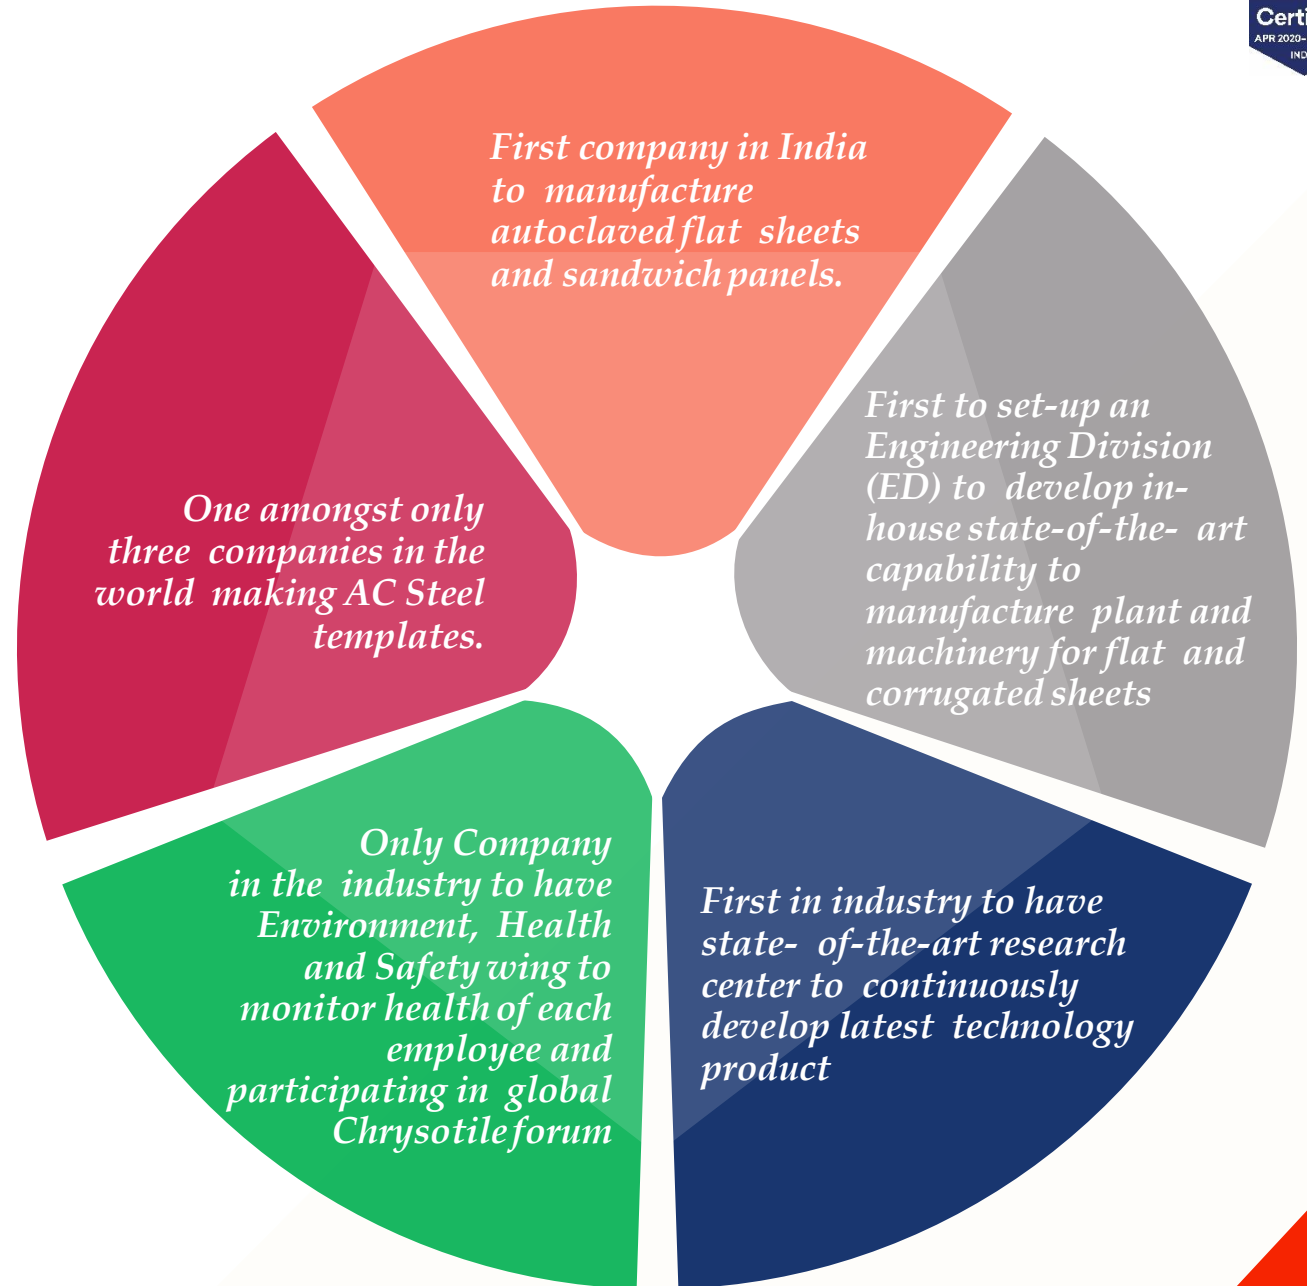 Certi
APR 2020–
IND
First company in India
to manufacture
autoclaved flat sheets
and sandwich panels.
First to set-up an
Engineering Division
(ED) to develop in-
house state-of-the- art
capability to
manufacture plant and
machinery for flat and
corrugated sheets
One amongst only
three companies in the
world making AC Steel
templates.
Only Company
in the industry to have
Environment, Health
and Safety wing to
monitor health of each
employee and
participating in global
Chrysotile forum
First in industry to have
state- of-the-art research
center to continuously
develop latest technology
product